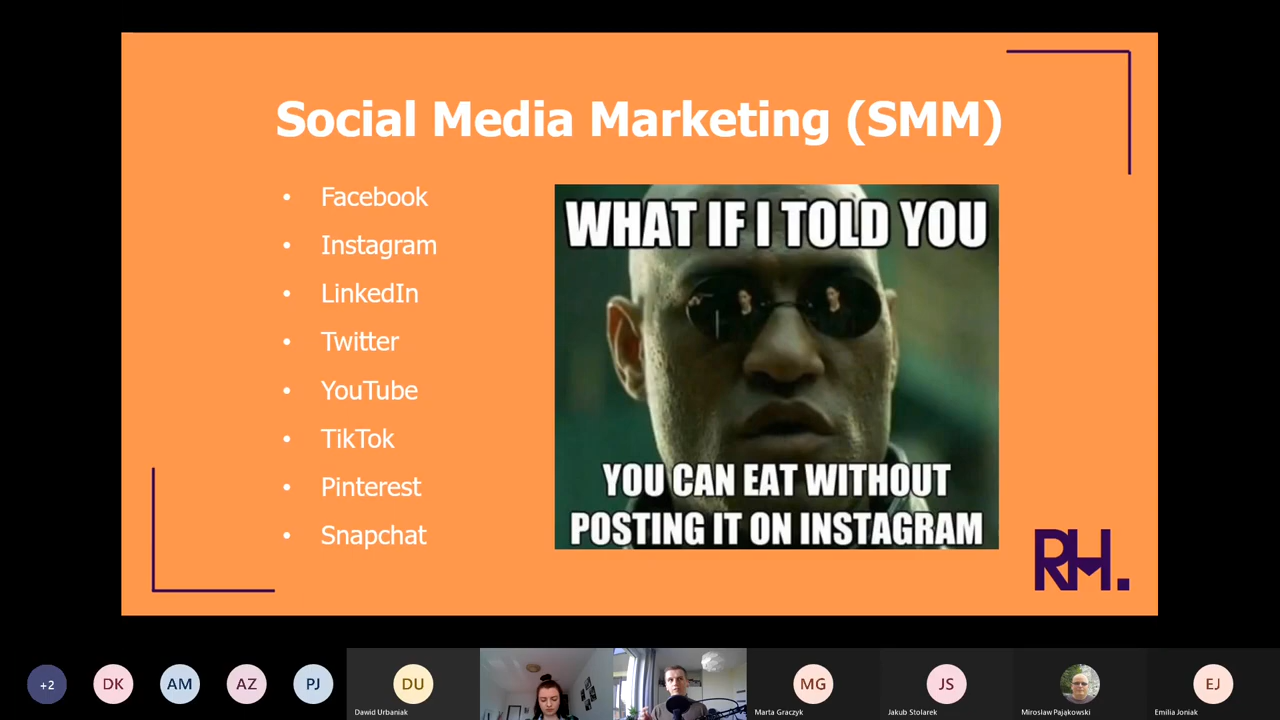 Social Media Marketing (SMM)
• Facebook
• Instagram
• LinkedIn
• Twitter
• YouTube
• TikTok
• Pinterest
• Snapchat
WHAT IF I TOLD YOU
YOU CAN EAT WITHOUT
POSTING IT ON INSTAGRAM
RH.
+2
DK
AM
AZ
PJ
DU
Dawid Urbaniak
MG
Marta Graczyk
JS
Jakub Stolarek
Mirosław Pająkowski
EJ
Emilia Joniak